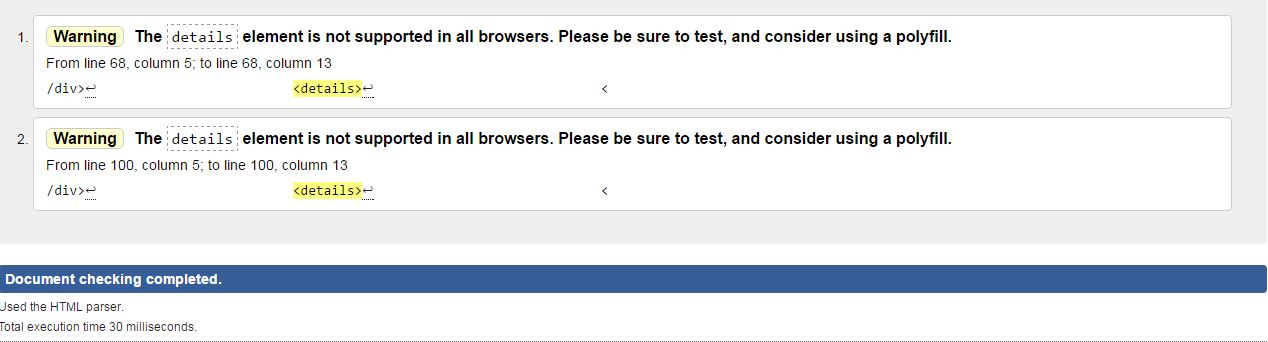 1. Warning The details element is not supported in all browsers. Please be sure to test, and consider using a polyfill.
From line 68, column 5; to line 68, column 13
/div>↩ <details>↩ <
2. Warning The details element is not supported in all browsers. Please be sure to test, and consider using a polyfill.
From line 100, column 5; to line 100, column 13
/div>↩ <details>↩ <
Document checking completed.
Used the HTML parser.
Total execution time 30 milliseconds.